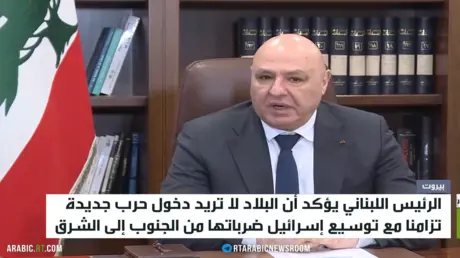 بيروت
الرئيس اللبناني يؤكد أن البلاد لا تريد دخول حرب جديدة
تزامنا مع توسيع إسرائيل ضرباتها من الجنوب إلى الشرق
ARABIC.RT.COM
@RTARABICNEWSROOM